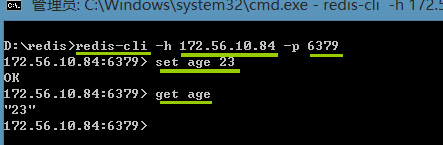 管理员: C:\Windows\system32\cmd.exe - redis-cli -h 172.5
D:\redis>redis-cli -h 172.56.10.84 -p 6379
172.56.10.84:6379> set age 23
OK
172.56.10.84:6379> get age
"23"
172.56.10.84:6379>